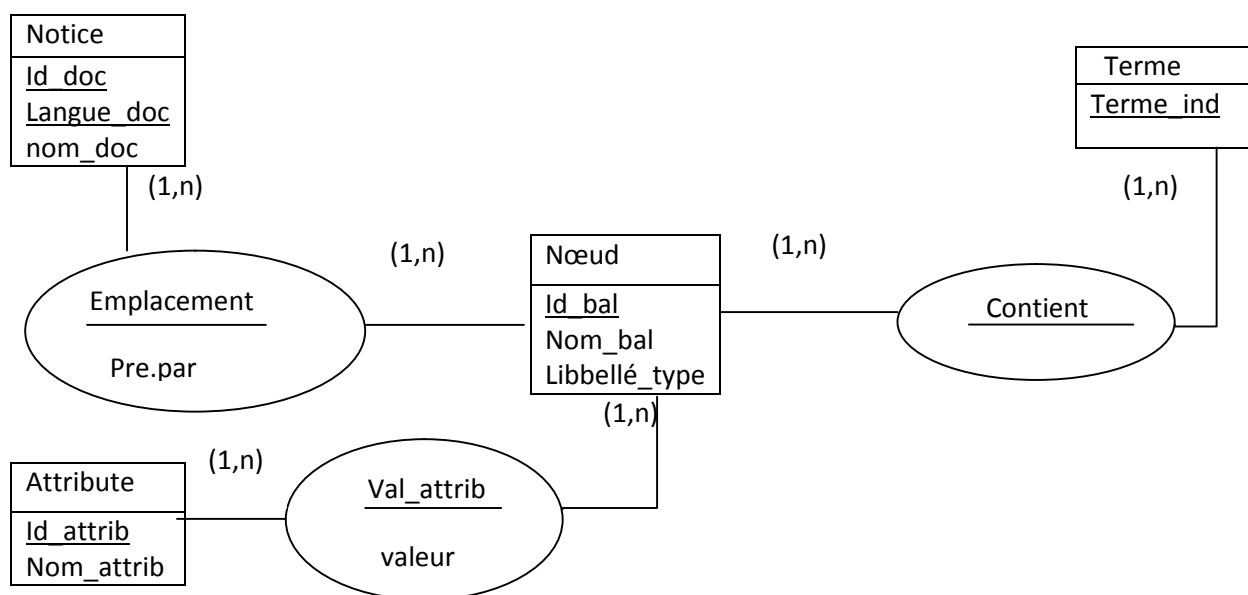 Notice
Id_doc
Langue_doc
nom_doc
(1,n)
Terme
Terme_ind
(1,n)
(1,n)
Nœud
Id_bal
Nom_bal
Libbellé_type
(1,n)
(1,n)
Emplacement
Pre.par
Contient
Attribute
Id_attrib
Nom_attrib
(1,n)
Val_attrib
valeur